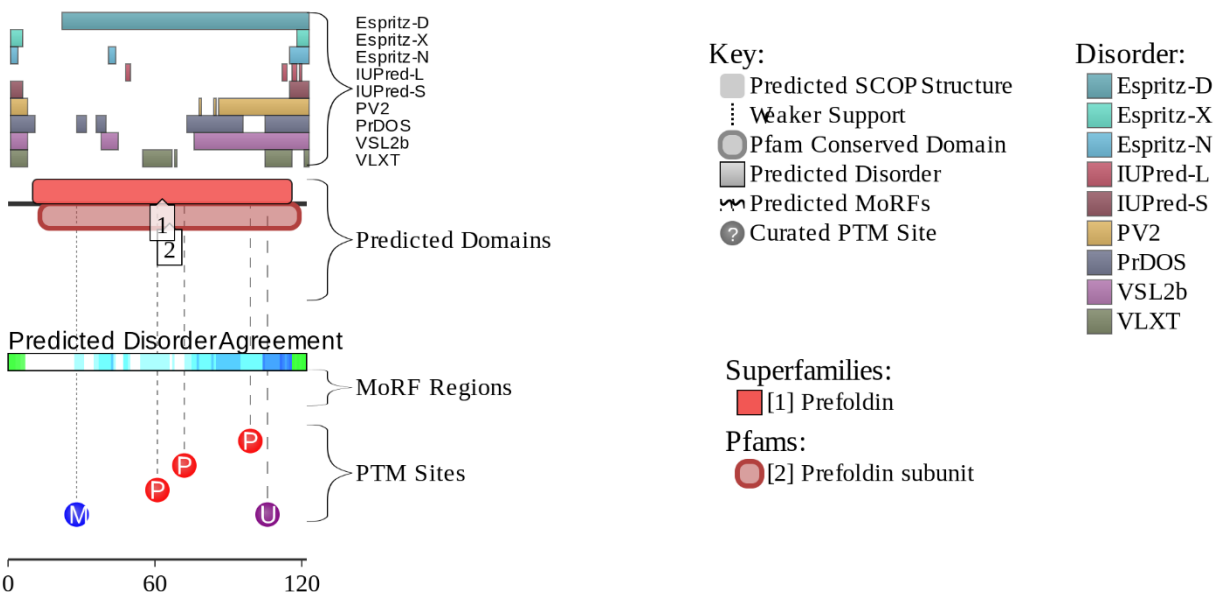 Espritz-D
Espritz-X
Espritz-N
IUPred-L
IUPred-S
PV2
PrDOS
VSL2b
VLXT
1
2
Predicted Domains
Predicted Disorder Agreement
MoRF Regions
P
P
P
M
U
PTM Sites
0 60 120
Key:
Predicted SCOP Structure
Weaker Support
Pfam Conserved Domain
Predicted Disorder
Predicted MoRFs
? Curated PTM Site
Superfamilies:
[1] Prefoldin
Pfams:
[2] Prefoldin subunit
Disorder:
Espritz-D
Espritz-X
Espritz-N
IUPred-L
IUPred-S
PV2
PrDOS
VSL2b
VLXT